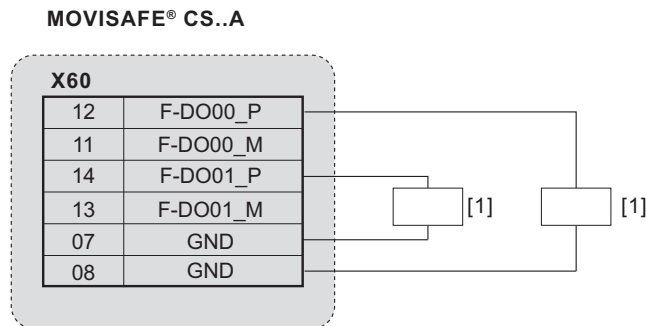 MOVISAFE® CS..A
X60
12 F-DO00_P
11 F-DO00_M
14 F-DO01_P
13 F-DO01_M
07 GND
08 GND
[1] [1]